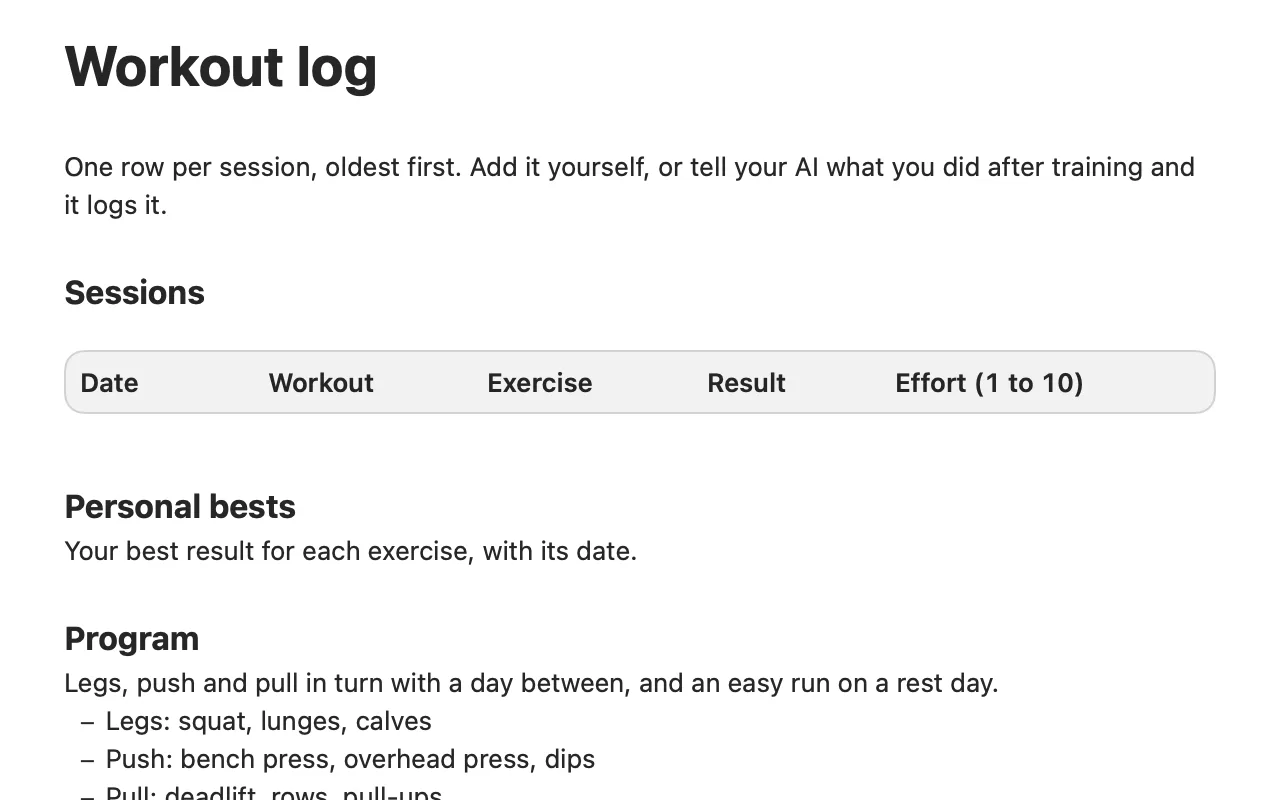 Workout log
One row per session, oldest first. Add it yourself, or tell your AI what you did after training and
it logs it.
Sessions
Date Workout Exercise Result Effort (1 to 10)
Personal bests
Your best result for each exercise, with its date.
Program
Legs, push and pull in turn with a day between, and an easy run on a rest day.
– Legs: squat, lunges, calves
– Push: bench press, overhead press, dips
– Pull: deadlift, rows, pull-ups